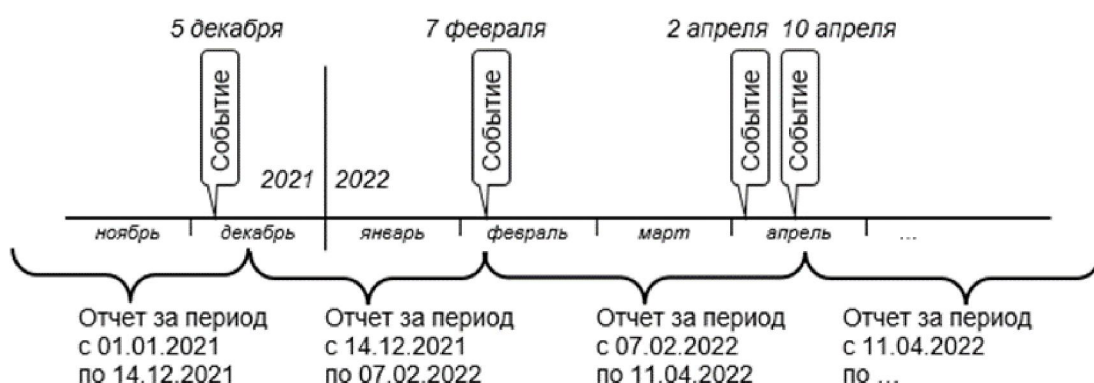 5 декабря 7 февраля 2 апреля 10 апреля
Событие Событие Событие Событие
2021 2022
ноябрь декабрь январь февраль март апрель ...
Отчет за период Отчет за период Отчет за период Отчет за период
с 01.01.2021 с 14.12.2021 с 07.02.2022 с 11.04.2022
по 14.12.2021 по 07.02.2022 по 11.04.2022 по ...